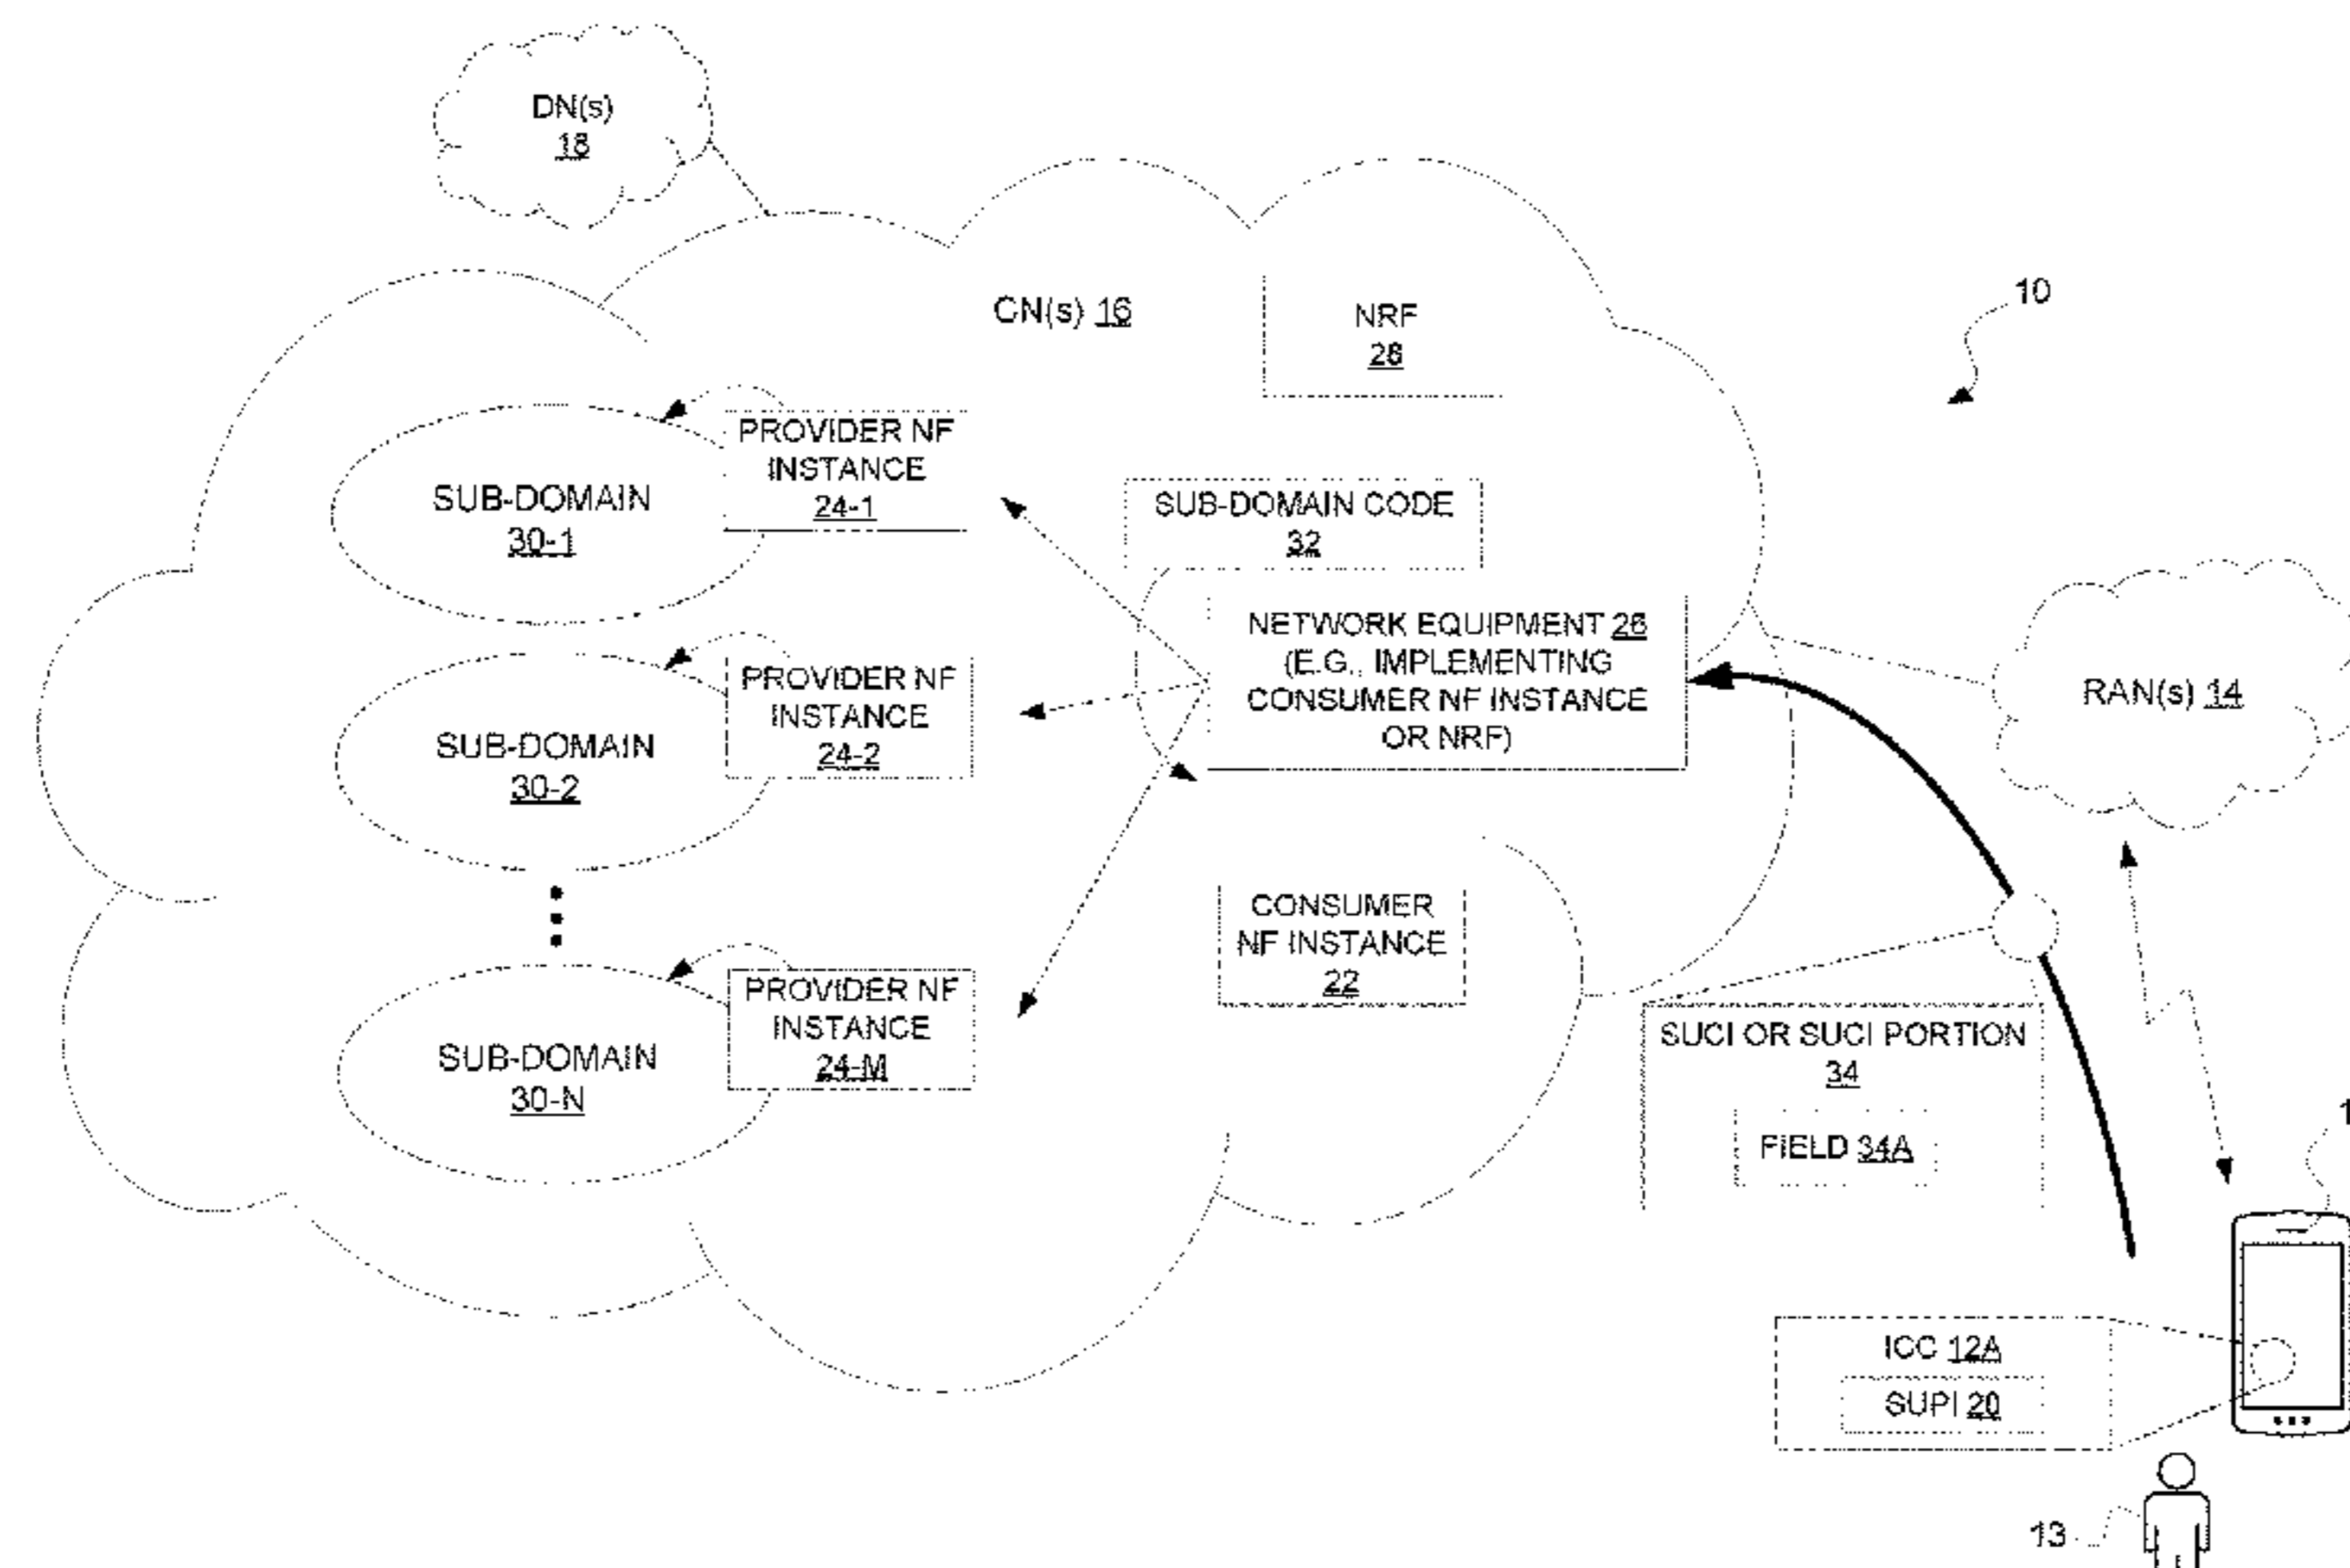 DN(s)
18
CN(s) 16
NRF
28
10
PROVIDER NF
INSTANCE
24-1
SUB-DOMAIN
30-1
SUB-DOMAIN CODE
32
NETWORK EQUIPMENT 26
(E.G., IMPLEMENTING
CONSUMER NF INSTANCE
OR NRF)
RAN(s) 14
PROVIDER NF
INSTANCE
24-2
SUB-DOMAIN
30-2
CONSUMER
NF INSTANCE
22
PROVIDER NF
INSTANCE
24-M
SUB-DOMAIN
30-N
SUCI OR SUCI PORTION
34
FIELD 34A
ICC 12A
SUPI 20
13